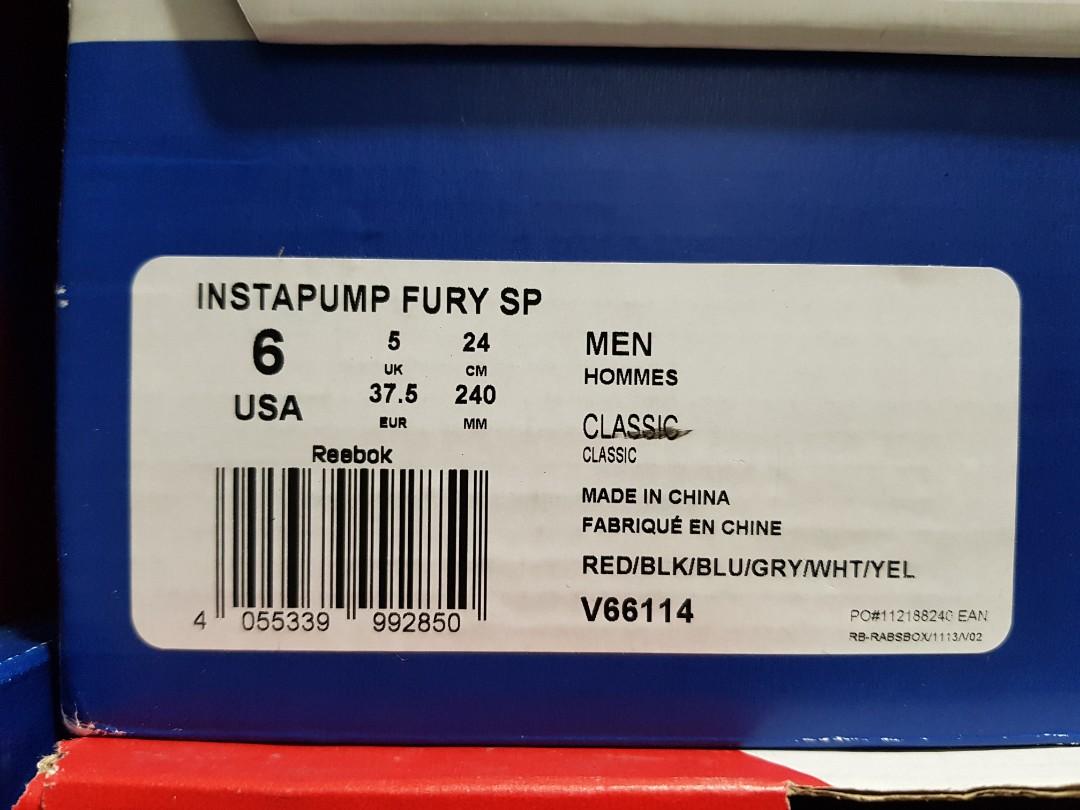 INSTAPUMP FURY SP
6
USA
5
UK
37.5
EUR
24
CM
240
MM
Reebok
4 055339 992850
MEN
HOMMES
CLASSIC
CLASSIC
MADE IN CHINA
FABRIQUÉ EN CHINE
RED/BLK/BLU/GRY/WHT/YEL
V66114
PO#112188240 EAN
RB-RABSBOX/1113/V02